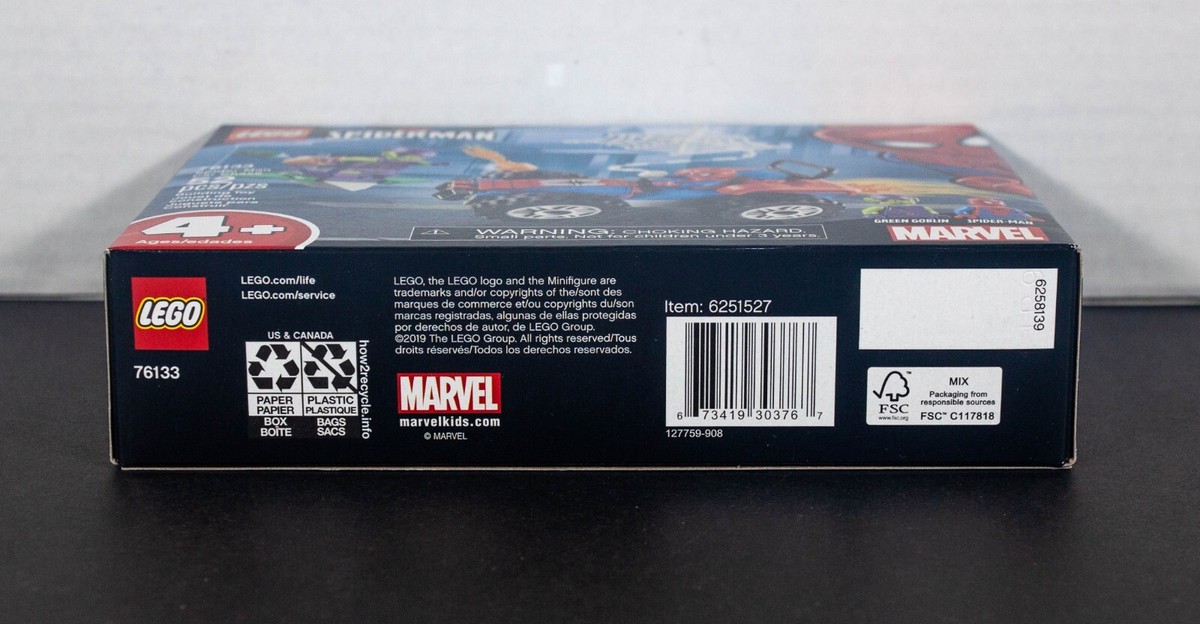 LEGO SPIDERMAN
76133
pcs/pzs
Building Toy
4+
Ages/edades
WARNING: CHOKING HAZARD.
Small parts. Not for children under 3 years.
GREEN GOBLIN SPIDER-MAN
MARVEL
LEGO
76133
LEGO.com/life
LEGO.com/service
US & CANADA
PAPER PLASTIC
PAPIER PLASTIQUE
BOX BAGS
BOÎTE SACS
how2recycle.info
LEGO, the LEGO logo and the Minifigure are
trademarks and/or copyrights of the/sont des
marques de commerce et/ou copyrights du/son
marcas registradas, algunas de ellas protegidas
por derechos de autor, de LEGO Group.
©2019 The LEGO Group. All rights reserved/Tous
droits réservés/Todos los derechos reservados.
MARVEL
marvelkids.com
© MARVEL
Item: 6251527
6 73419 30376 7
127759-908
6258139
FSC
www.fsc.org
MIX
Packaging from
responsible sources
FSC™ C117818